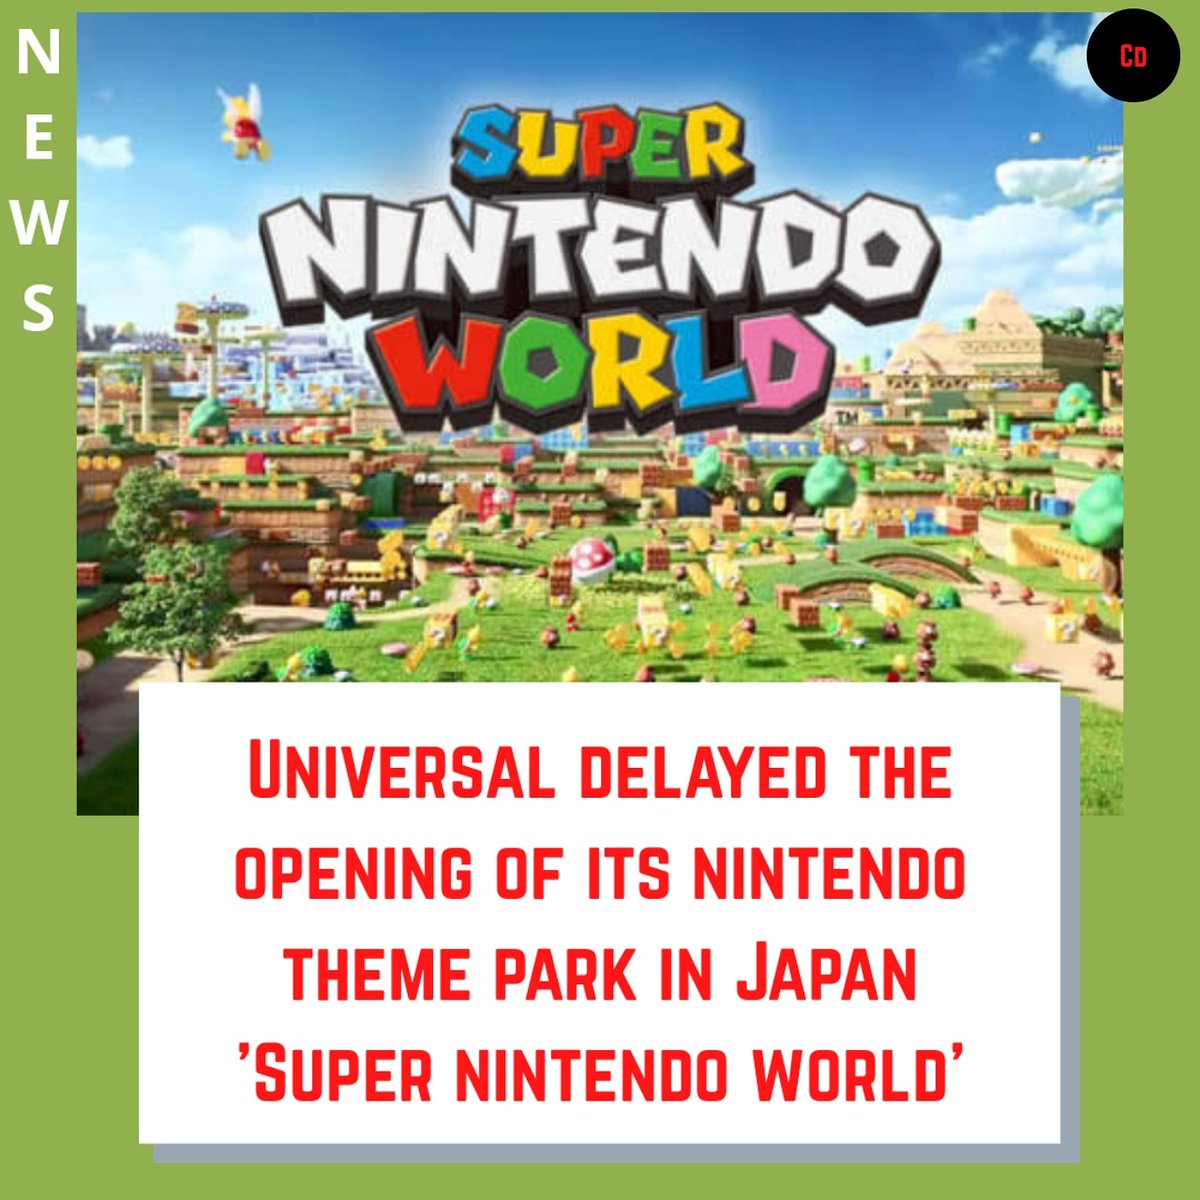 NEWS
Cd
SUPER
NINTENDO
WORLD
TM
Universal delayed the
opening of its nintendo
theme park in Japan
'Super nintendo world'